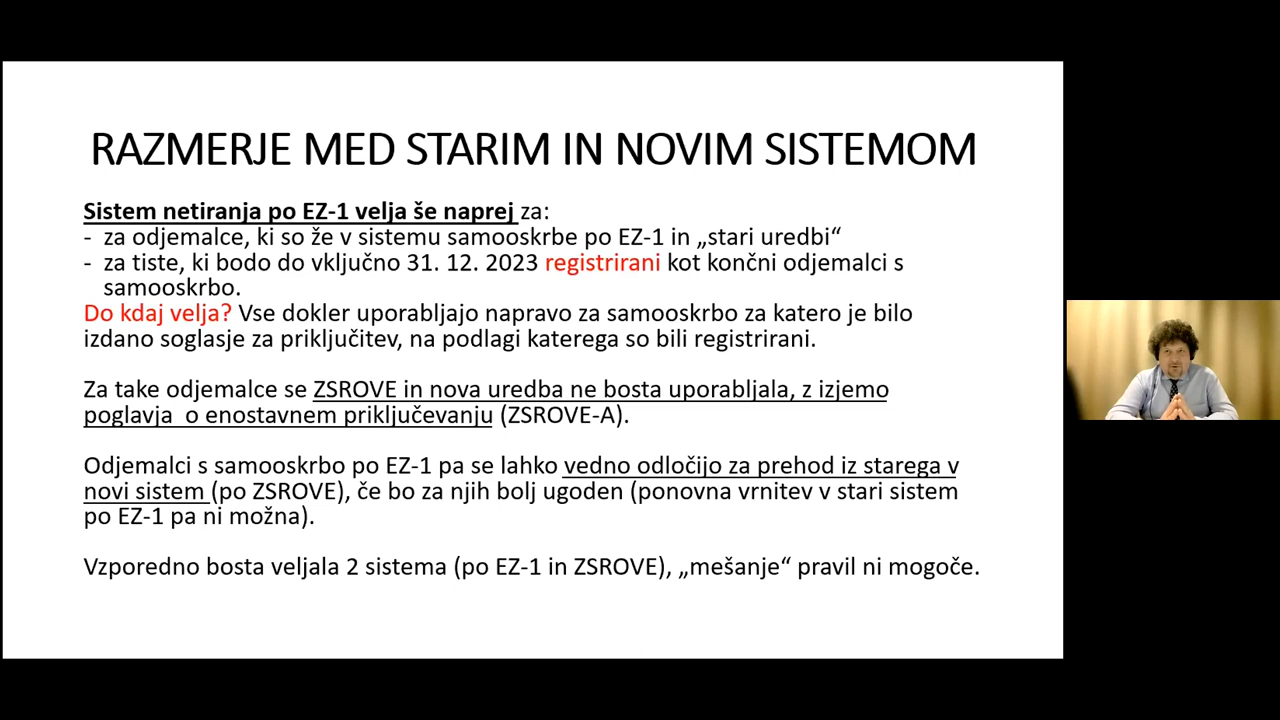 RAZMERJE MED STARIM IN NOVIM SISTEMOM
Sistem netiranja po EZ-1 velja še naprej za:
- za odjemalce, ki so že v sistemu samooskrbe po EZ-1 in „stari uredbi“
- za tiste, ki bodo do vključno 31. 12. 2023 registrirani kot končni odjemalci s
samooskrbo.
Do kdaj velja? Vse dokler uporabljajo napravo za samooskrbo za katero je bilo
izdano soglasje za priključitev, na podlagi katerega so bili registrirani.
Za take odjemalce se ZSROVE in nova uredba ne bosta uporabljala, z izjemo
poglavja o enostavnem priključevanju (ZSROVE-A).
Odjemalci s samooskrbo po EZ-1 pa se lahko vedno odločijo za prehod iz starega v
novi sistem (po ZSROVE), če bo za njih bolj ugoden (ponovna vrnitev v stari sistem
po EZ-1 pa ni možna).
Vzporedno bosta veljala 2 sistema (po EZ-1 in ZSROVE), „mešanje“ pravil ni mogoče.